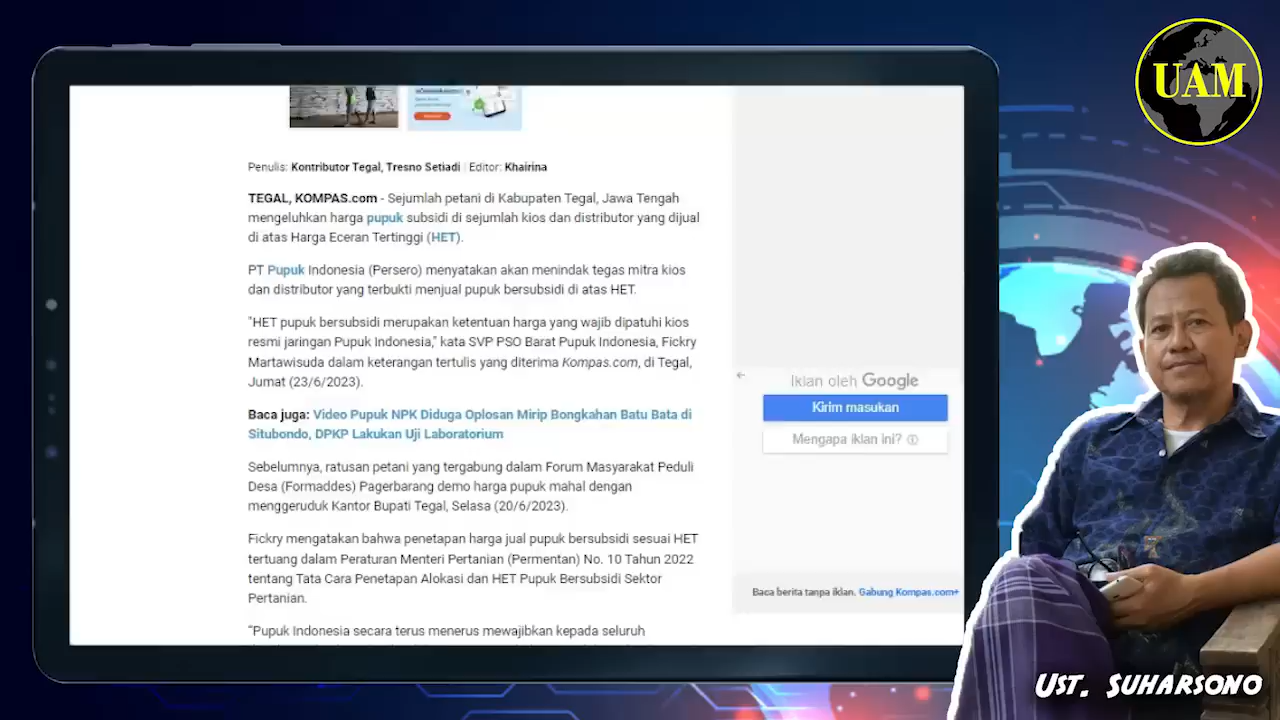 UAM
Penulis: Kontributor Tegal, Tresno Setiadi | Editor: Khairina
TEGAL, KOMPAS.com - Sejumlah petani di Kabupaten Tegal, Jawa Tengah
mengeluhkan harga pupuk subsidi di sejumlah kios dan distributor yang dijual
di atas Harga Eceran Tertinggi (HET).
PT Pupuk Indonesia (Persero) menyatakan akan menindak tegas mitra kios
dan distributor yang terbukti menjual pupuk bersubsidi di atas HET.
"HET pupuk bersubsidi merupakan ketentuan harga yang wajib dipatuhi kios
resmi jaringan Pupuk Indonesia," kata SVP PSO Barat Pupuk Indonesia, Fickry
Martawisuda dalam keterangan tertulis yang diterima Kompas.com, di Tegal,
Jumat (23/6/2023).
Baca juga: Video Pupuk NPK Diduga Oplosan Mirip Bongkahan Batu Bata di
Situbondo, DPKP Lakukan Uji Laboratorium
Sebelumnya, ratusan petani yang tergabung dalam Forum Masyarakat Peduli
Desa (Formaddes) Pagerbarang demo harga pupuk mahal dengan
menggeruduk Kantor Bupati Tegal, Selasa (20/6/2023).
Fickry mengatakan bahwa penetapan harga jual pupuk bersubsidi sesuai HET
tertuang dalam Peraturan Menteri Pertanian (Permentan) No. 10 Tahun 2022
tentang Tata Cara Penetapan Alokasi dan HET Pupuk Bersubsidi Sektor
Pertanian.
"Pupuk Indonesia secara terus menerus mewajibkan kepada seluruh
Iklan oleh Google
Kirim masukan
Mengapa iklan ini?
Baca berita tanpa iklan. Gabung Kompas.com+
UST. SUHARSONO